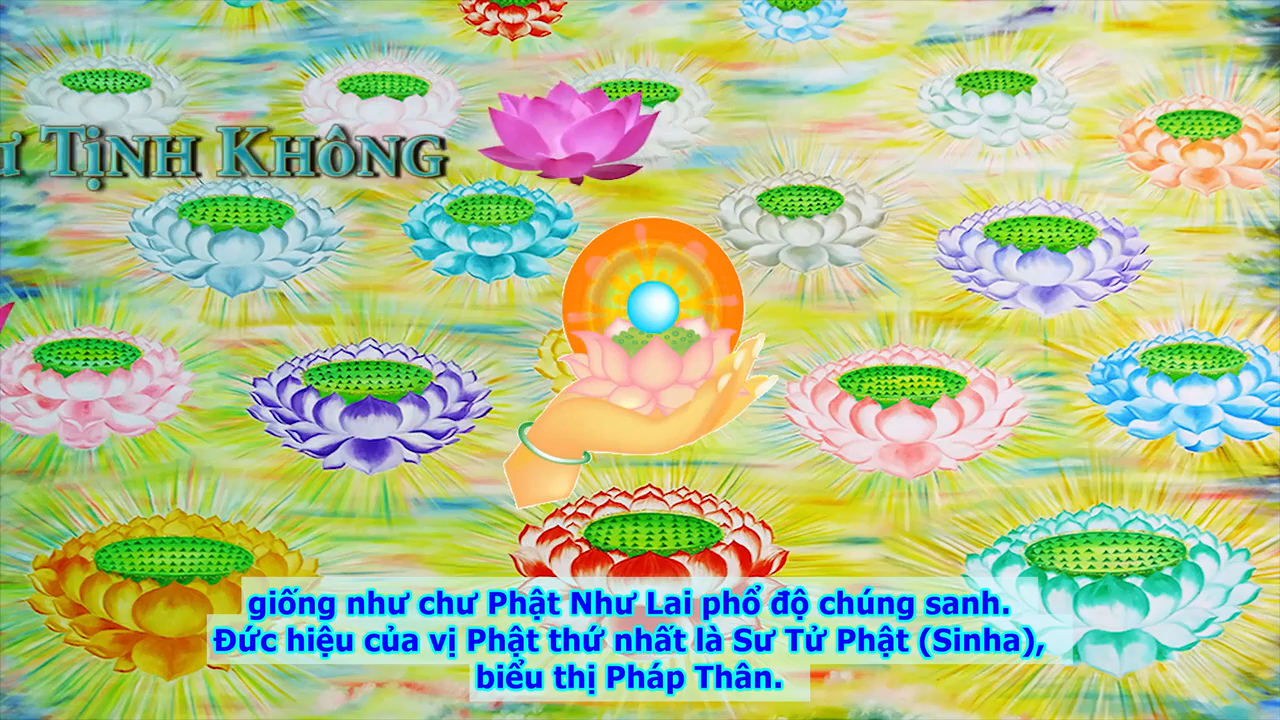 Tịnh Không
giống như chư Phật Như Lai phổ độ chúng sanh.
Đức hiệu của vị Phật thứ nhất là Sư Tử Phật (Sinha),
biểu thị Pháp Thân.